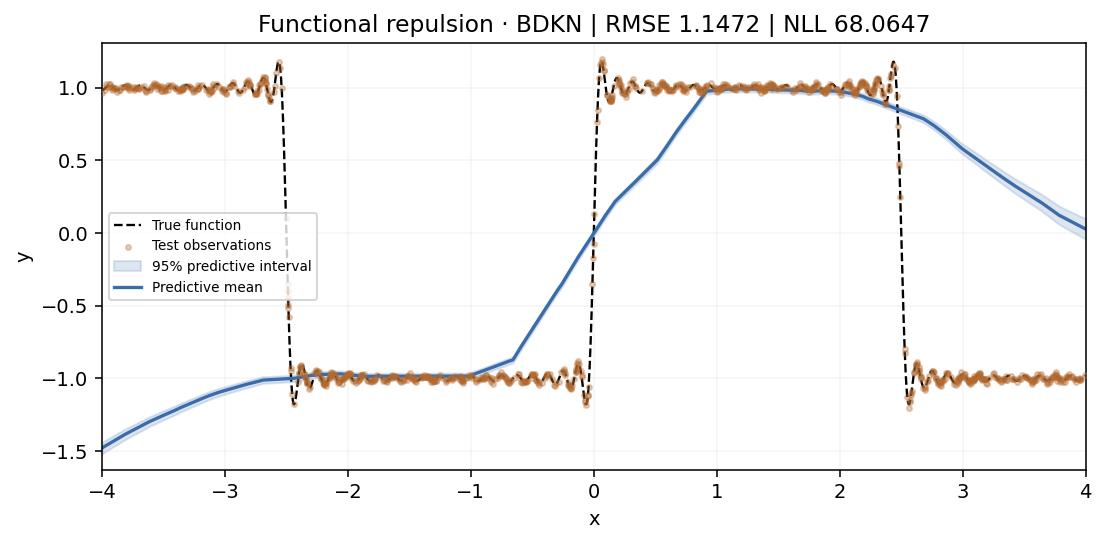 Functional repulsion · BDKN | RMSE 1.1472 | NLL 68.0647
y
1.0
0.5
0.0
−0.5
−1.0
−1.5
True function
Test observations
95% predictive interval
Predictive mean
−4
−3
−2
−1
0
1
2
3
4
x